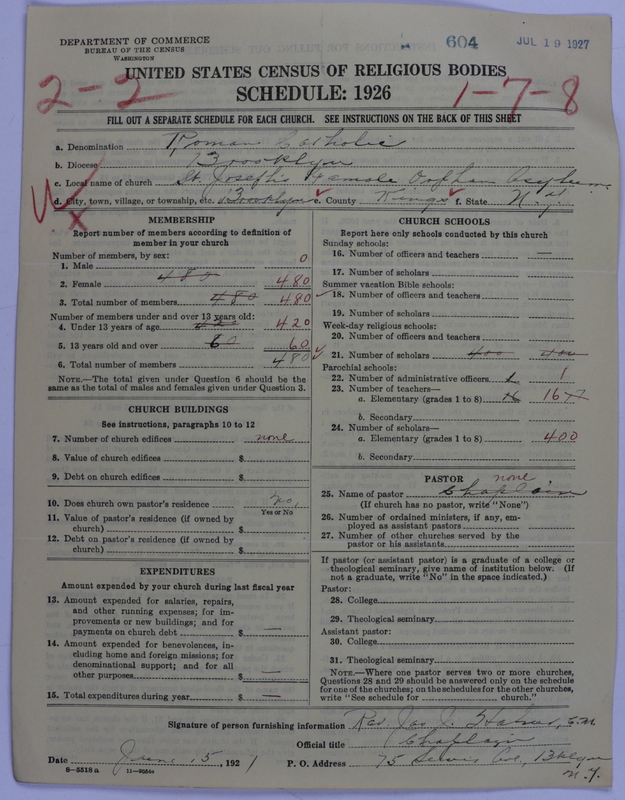 DEPARTMENT OF COMMERCE
BUREAU OF THE CENSUS
WASHINGTON
604
JUL 19 1927
UNITED STATES CENSUS OF RELIGIOUS BODIES
SCHEDULE: 1926
2-2
1-7-8
FILL OUT A SEPARATE SCHEDULE FOR EACH CHURCH. SEE INSTRUCTIONS ON THE BACK OF THIS SHEET
a. Denomination Roman Catholic
b. Diocese Brooklyn
c. Local name of church St. Joseph's Female Orphan Asylum
d. City, town, village, or township, etc. Brooklyn e. County Kings f. State N.Y.
MEMBERSHIP
Report number of members according to definition of
member in your church
Number of members, by sex:
1. Male 0
2. Female 480 480
3. Total number of members 480 480
Number of members under and over 13 years old:
4. Under 13 years of age 420 420
5. 13 years old and over 60 60
6. Total number of members 480
NOTE.—The total given under Question 6 should be
same as the total of males and females given under Question 3.
CHURCH BUILDINGS
See instructions, paragraphs 10 to 12
7. Number of church edifices none
8. Value of church edifices $
9. Debt on church edifices $
10. Does church own pastor's residence No
Yes or No
11. Value of pastor's residence (if owned by
church) $
12. Debt on pastor's residence (if owned by
church) $
EXPENDITURES
Amount expended by your church during last fiscal year
13. Amount expended for salaries, repairs,
and other running expenses; for im-
provements or new buildings; and for
payments on church debt $ —
14. Amount expended for benevolences, in-
cluding home and foreign missions; for
denominational support; and for all
other purposes $ —
15. Total expenditures during year $ —
CHURCH SCHOOLS
Report here only schools conducted by this church
Sunday schools:
16. Number of officers and teachers —
17. Number of scholars
Summer vacation Bible schools:
18. Number of officers and teachers
19. Number of scholars
Week-day religious schools:
20. Number of officers and teachers
21. Number of scholars 400 400
Parochial schools:
22. Number of administrative officers 1 1
23. Number of teachers—
a. Elementary (grades 1 to 8) 16 16
b. Secondary
24. Number of scholars—
a. Elementary (grades 1 to 8) 400
b. Secondary
PASTOR
none
25. Name of pastor Chaplain
(If church has no pastor, write "None")
26. Number of ordained ministers, if any, em-
ployed as assistant pastors
27. Number of other churches served by the
pastor or his assistants
If pastor (or assistant pastor) is a graduate of a college or
theological seminary, give name of institution below. (If
not a graduate, write "No" in the space indicated.)
Pastor:
28. College
29. Theological seminary
Assistant pastor:
30. College
31. Theological seminary
NOTE.—Where one pastor serves two or more churches,
Questions 28 and 29 should be answered only on the schedule
for one of the churches; on the schedules for the other churches,
write "See schedule for church."
Signature of person furnishing information Rev. Jas. J. C.M.
Official title Chaplain
Date June 15, 1921 P. O. Address 75 Ave, Bklyn
N.Y.
8—5518 a